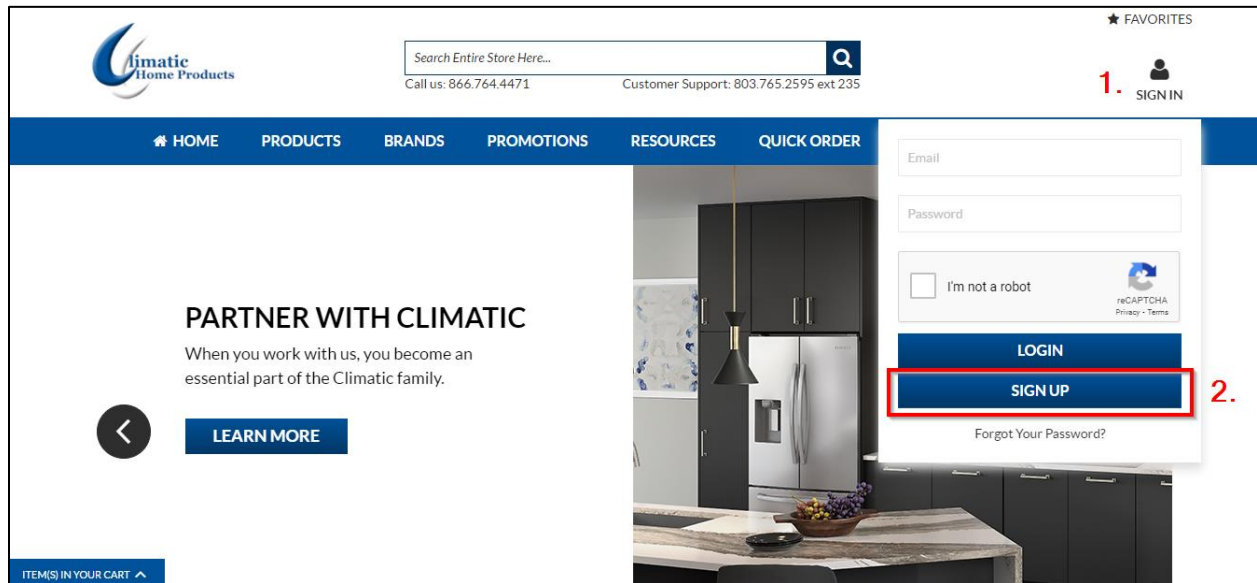 ★ FAVORITES
Climatic
Home Products
Search Entire Store Here...
Call us: 866.764.4471
Customer Support: 803.765.2595 ext 235
1.
SIGN IN
HOME
PRODUCTS
BRANDS
PROMOTIONS
RESOURCES
QUICK ORDER
Email
Password
I'm not a robot
reCAPTCHA
Privacy - Terms
PARTNER WITH CLIMATIC
When you work with us, you become an
essential part of the Climatic family.
LEARN MORE
LOGIN
SIGN UP
2.
Forgot Your Password?
ITEM(S) IN YOUR CART